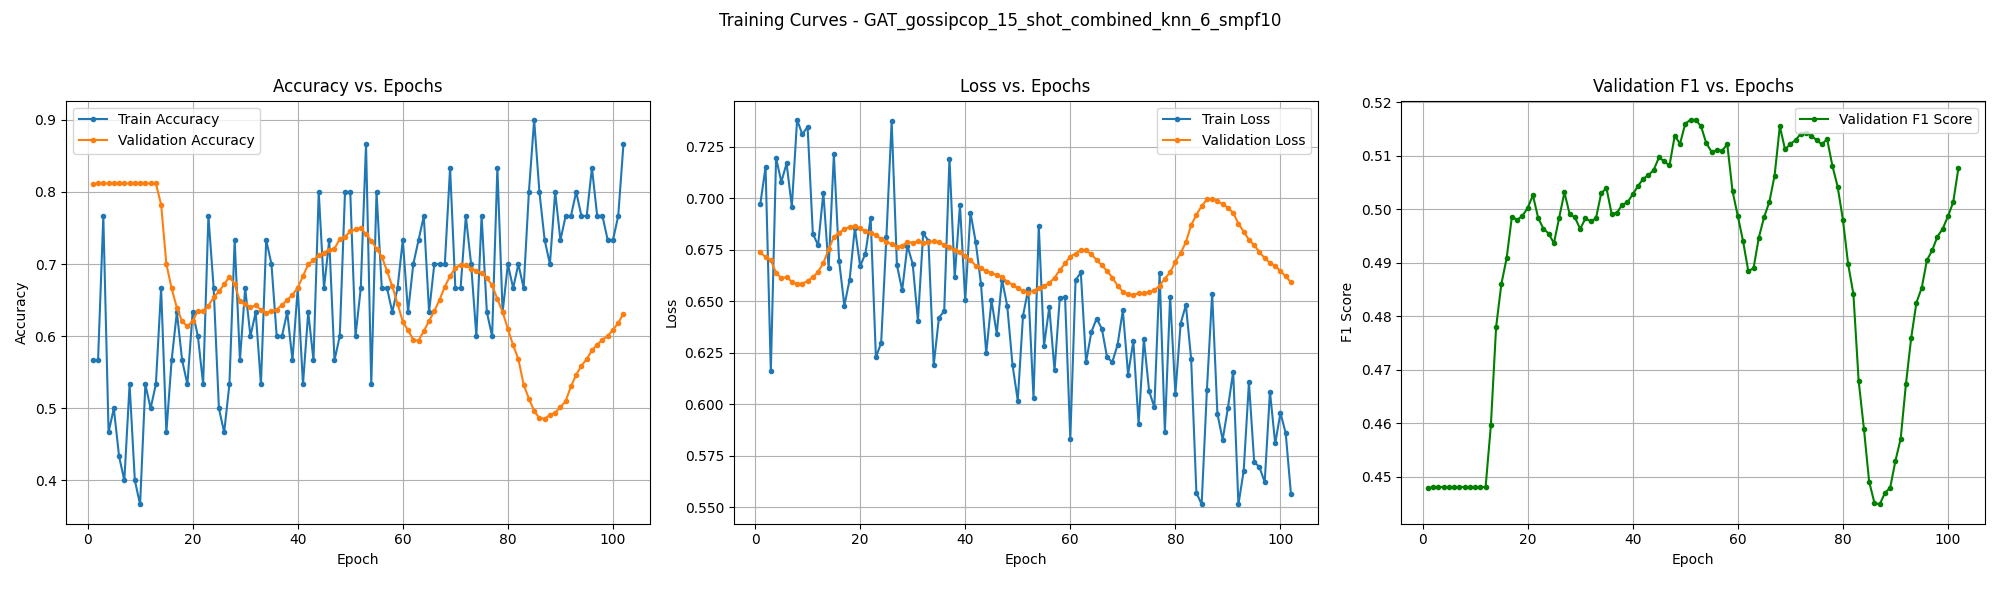 Training Curves - GAT_gossipcop_15_shot_combined_knn_6_smpf10
Accuracy vs. Epochs
Train Accuracy
Validation Accuracy
0.9
0.8
0.7
0.6
0.5
0.4
Accuracy
0 20 40 60 80 100
Epoch
Loss vs. Epochs
Train Loss
Validation Loss
0.725
0.700
0.675
0.650
0.625
0.600
0.575
0.550
Loss
0 20 40 60 80 100
Epoch
Validation F1 vs. Epochs
Validation F1 Score
0.52
0.51
0.50
0.49
0.48
0.47
0.46
0.45
F1 Score
0 20 40 60 80 100
Epoch